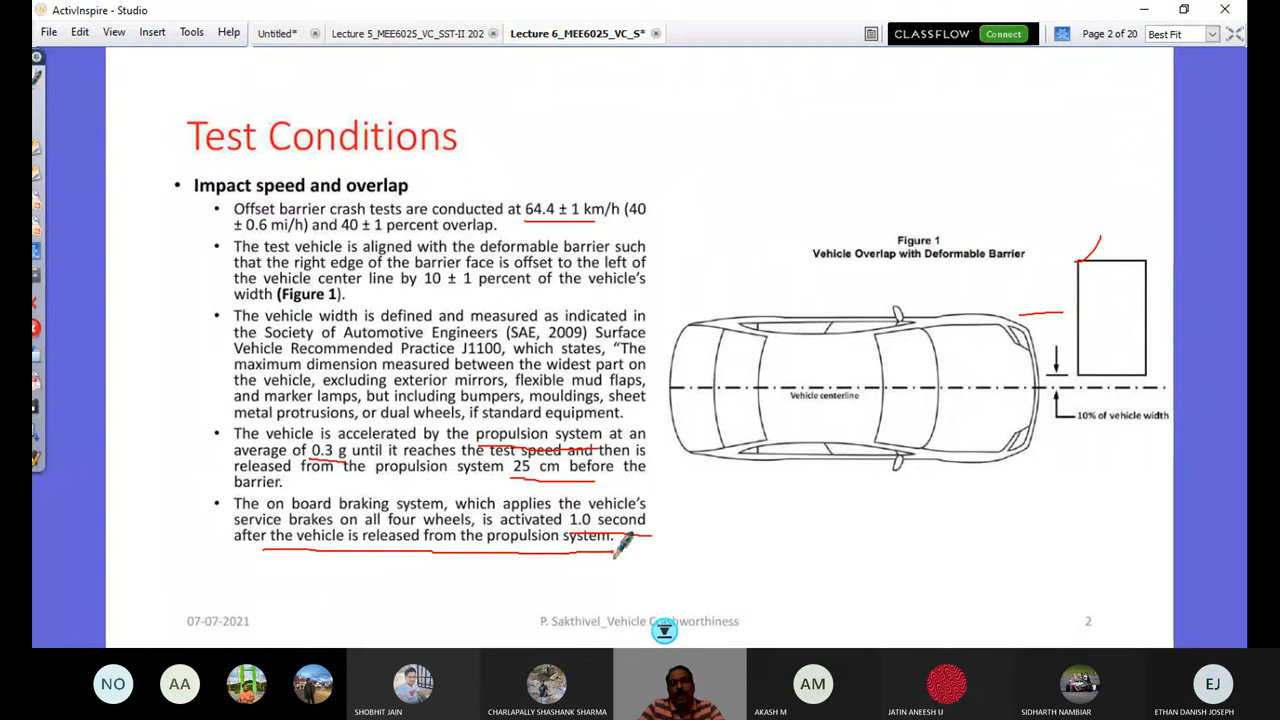 ActivInspire - Studio
File Edit View Insert Tools Help
Untitled*
Lecture 5_MEE6025_VC_SST-II 202
Lecture 6_MEE6025_VC_S*
CLASSFLOW Connect
Page 2 of 20
Best Fit
Test Conditions
• Impact speed and overlap
• Offset barrier crash tests are conducted at 64.4 ± 1 km/h (40
± 0.6 mi/h) and 40 ± 1 percent overlap.
• The test vehicle is aligned with the deformable barrier such
that the right edge of the barrier face is offset to the left of
the vehicle center line by 10 ± 1 percent of the vehicle's
width (Figure 1).
• The vehicle width is defined and measured as indicated in
the Society of Automotive Engineers (SAE, 2009) Surface
Vehicle Recommended Practice J1100, which states, "The
maximum dimension measured between the widest part on
the vehicle, excluding exterior mirrors, flexible mud flaps,
and marker lamps, but including bumpers, mouldings, sheet
metal protrusions, or dual wheels, if standard equipment.
• The vehicle is accelerated by the propulsion system at an
average of 0.3 g until it reaches the test speed and then is
released from the propulsion system 25 cm before the
barrier.
• The on board braking system, which applies the vehicle's
service brakes on all four wheels, is activated 1.0 second
after the vehicle is released from the propulsion system.
Figure 1
Vehicle Overlap with Deformable Barrier
Vehicle centerline
10% of vehicle width
07-07-2021
P. Sakthivel_Vehicle Crashworthiness
2
NO
AA
SHOBHIT JAIN
CHARLAPALLY SHASHANK SHARMA
AM
AKASH M
JATIN ANEESH U
SIDHARTH NAMBIAR
EJ
ETHAN DANISH JOSEPH